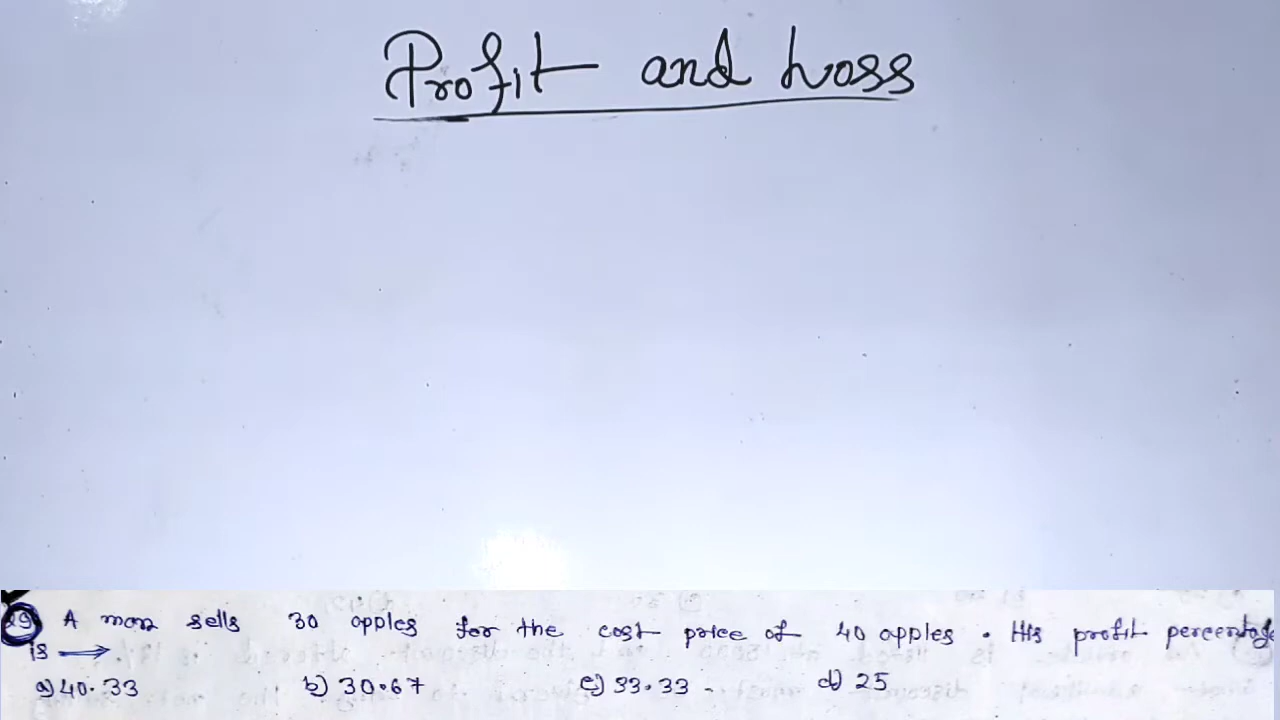 Profit and Loss
29) A man sells 30 apples for the cost price of 40 apples. His profit percentage
is →
a) 40.33 b) 30.67 c) 33.33 d) 25